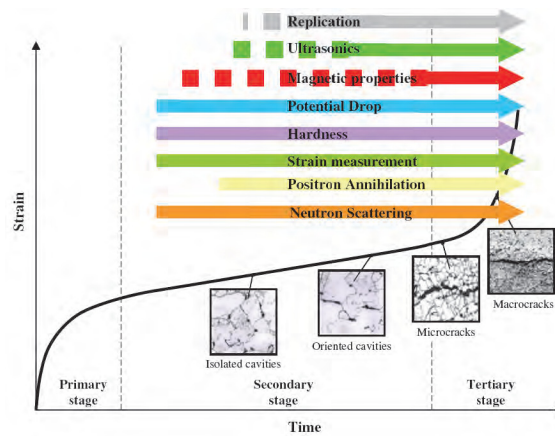 Replication
Ultrasonics
Magnetic properties
Potential Drop
Hardness
Strain measurement
Positron Annihilation
Neutron Scattering
Strain
Macrocracks
Microcracks
Oriented cavities
Isolated cavities
Primary
stage
Secondary
stage
Tertiary
stage
Time